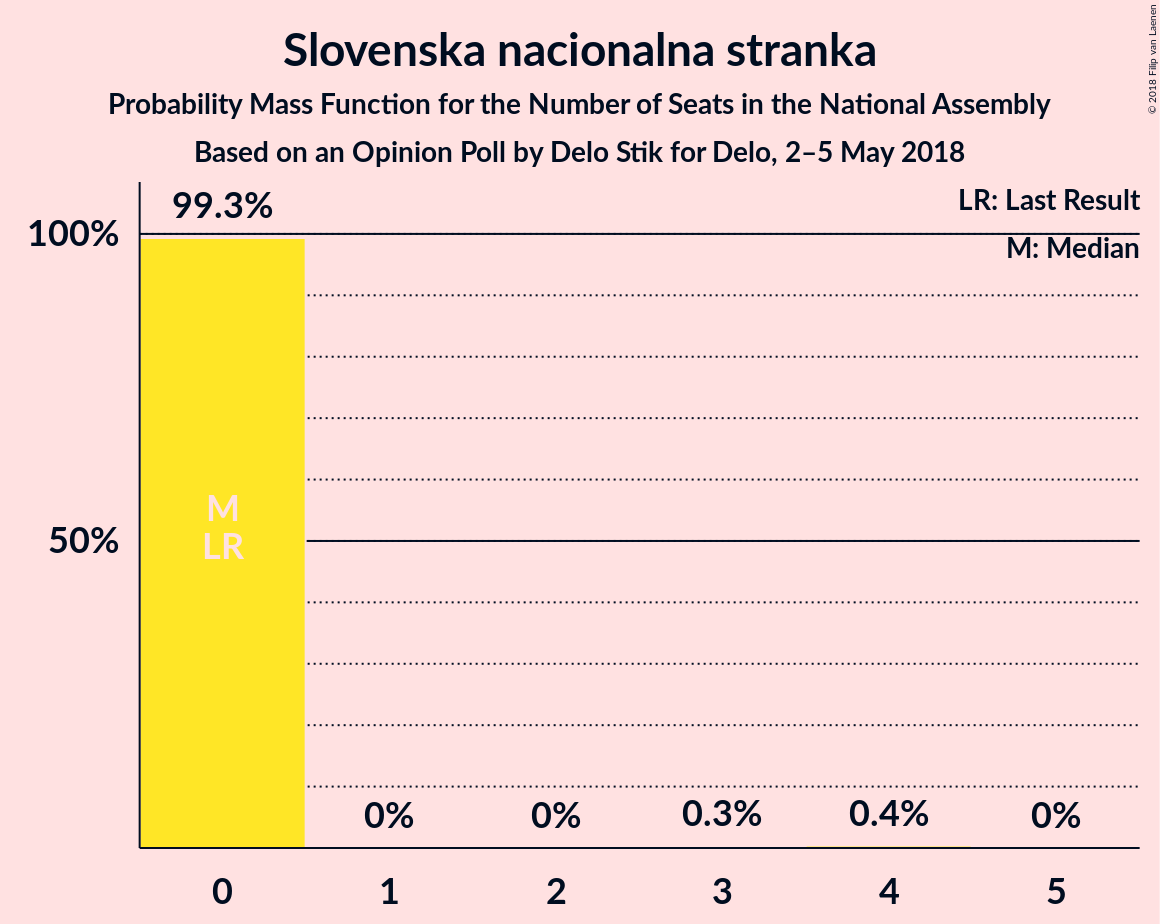 Slovenska nacionalna stranka
Probability Mass Function for the Number of Seats in the National Assembly
Based on an Opinion Poll by Delo Stik for Delo, 2–5 May 2018
© 2018 Filip van Laenen
LR: Last Result
M: Median
99.3%
100%
M
LR
50%
0%
0%
0.3%
0.4%
0%
0
1
2
3
4
5